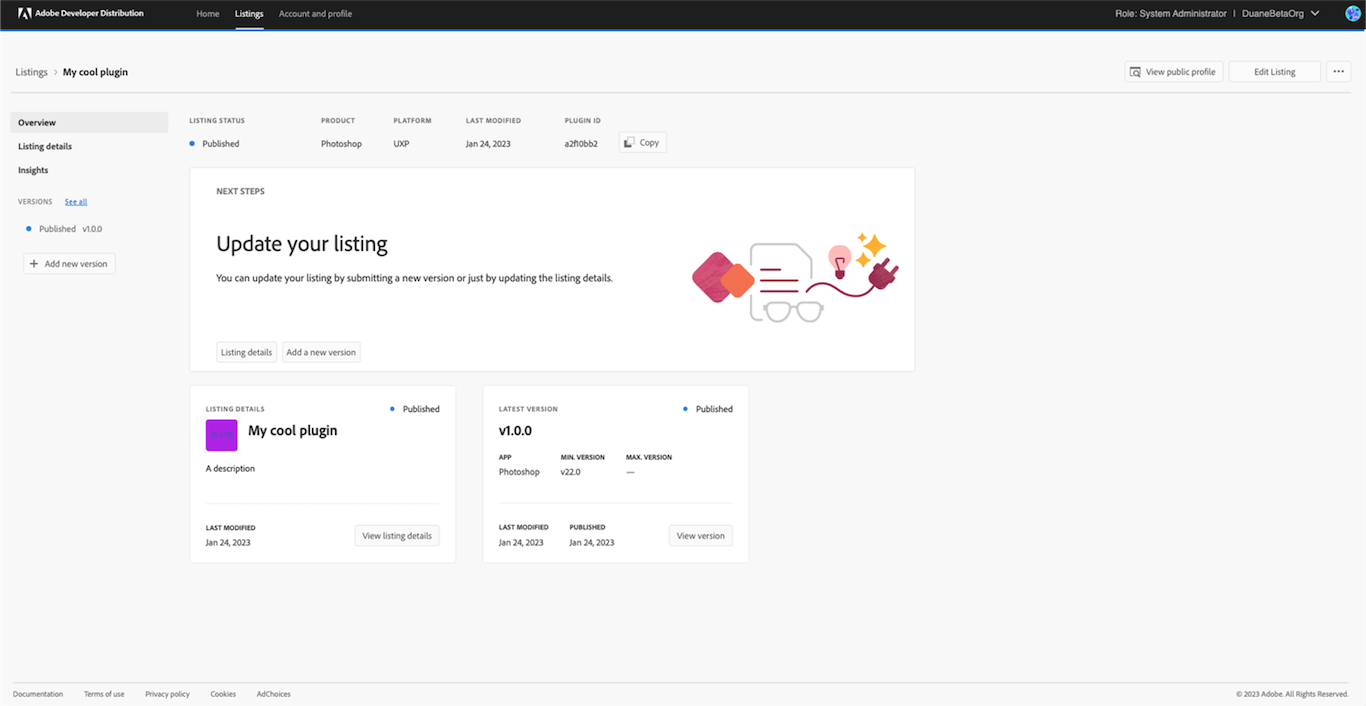 Adobe Developer Distribution
Home Listings Account and profile
Role: System Administrator | DuaneBetaOrg
Listings > My cool plugin
View public profile
Edit Listing
Overview
Listing details
Insights
VERSIONS See all
Published v1.0.0
+ Add new version
LISTING STATUS PRODUCT PLATFORM LAST MODIFIED PLUGIN ID
Published Photoshop UXP Jan 24, 2023 a2f10bb2 Copy
NEXT STEPS
Update your listing
You can update your listing by submitting a new version or just by updating the listing details.
Listing details Add a new version
LISTING DETAILS Published
My cool plugin
A description
LAST MODIFIED
Jan 24, 2023
View listing details
LATEST VERSION Published
v1.0.0
APP MIN. VERSION MAX. VERSION
Photoshop v22.0 —
LAST MODIFIED PUBLISHED
Jan 24, 2023 Jan 24, 2023
View version
Documentation Terms of use Privacy policy Cookies AdChoices
© 2023 Adobe. All Rights Reserved.